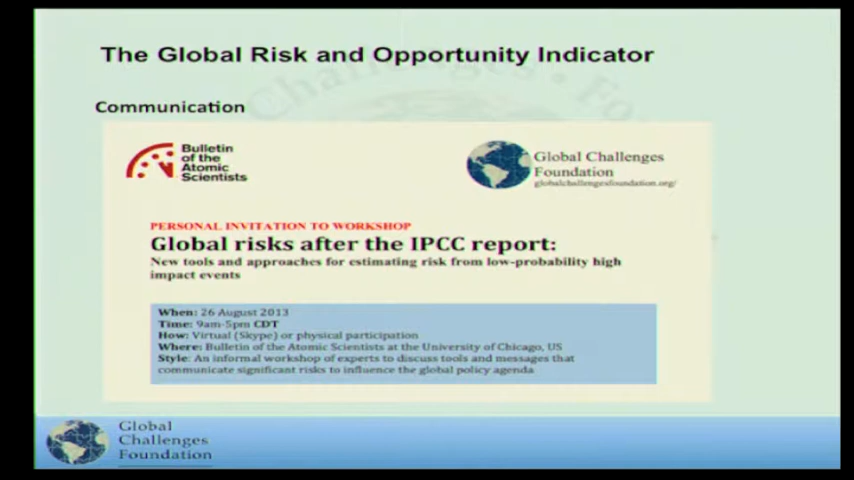 The Global Risk and Opportunity Indicator
Communication
Bulletin
of the
Atomic
Scientists
Global Challenges
Foundation
globalchallengesfoundation.org/
PERSONAL INVITATION TO WORKSHOP
Global risks after the IPCC report:
New tools and approaches for estimating risk from low-probability high
impact events
When: 26 August 2013
Time: 9am-5pm CDT
How: Virtual (Skype) or physical participation
Where: Bulletin of the Atomic Scientists at the University of Chicago, US
Style: An informal workshop of experts to discuss tools and messages that
communicate significant risks to influence the global policy agenda
Global
Challenges
Foundation